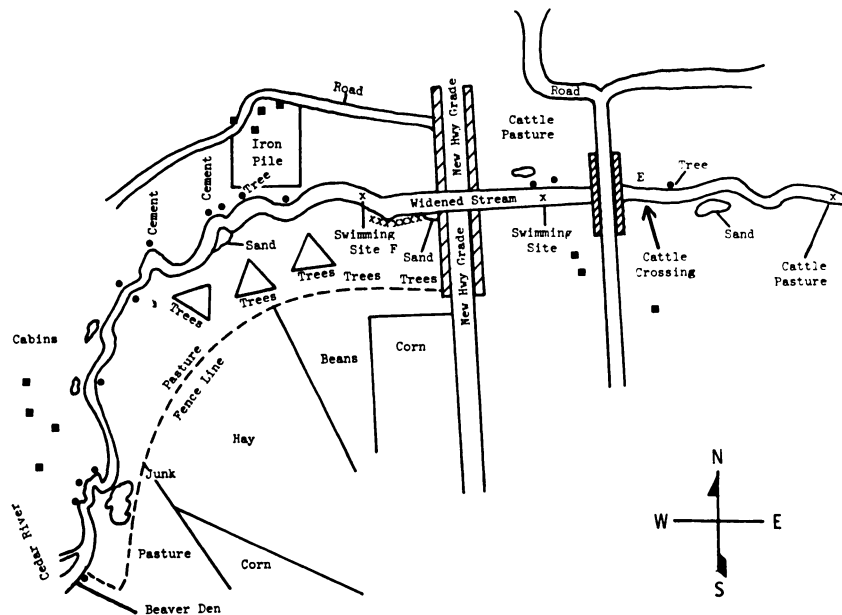 Road
Road
New Hwy Grade
Cattle
Pasture
Iron
Pile
Cement
Cement
Tree
E
Tree
Widened Stream
x
x
x
Sand
Swimming
Site F
xxxxxxxx
Sand
Swimming
Site
Cattle
Crossing
Sand
Cattle
Pasture
Trees
Trees
Trees
Trees
Trees
New Hwy Grade
Cabins
Pasture
Fence Line
Beans
Corn
Hay
Junk
Cedar River
Pasture
Corn
Beaver Den
N
W
E
S